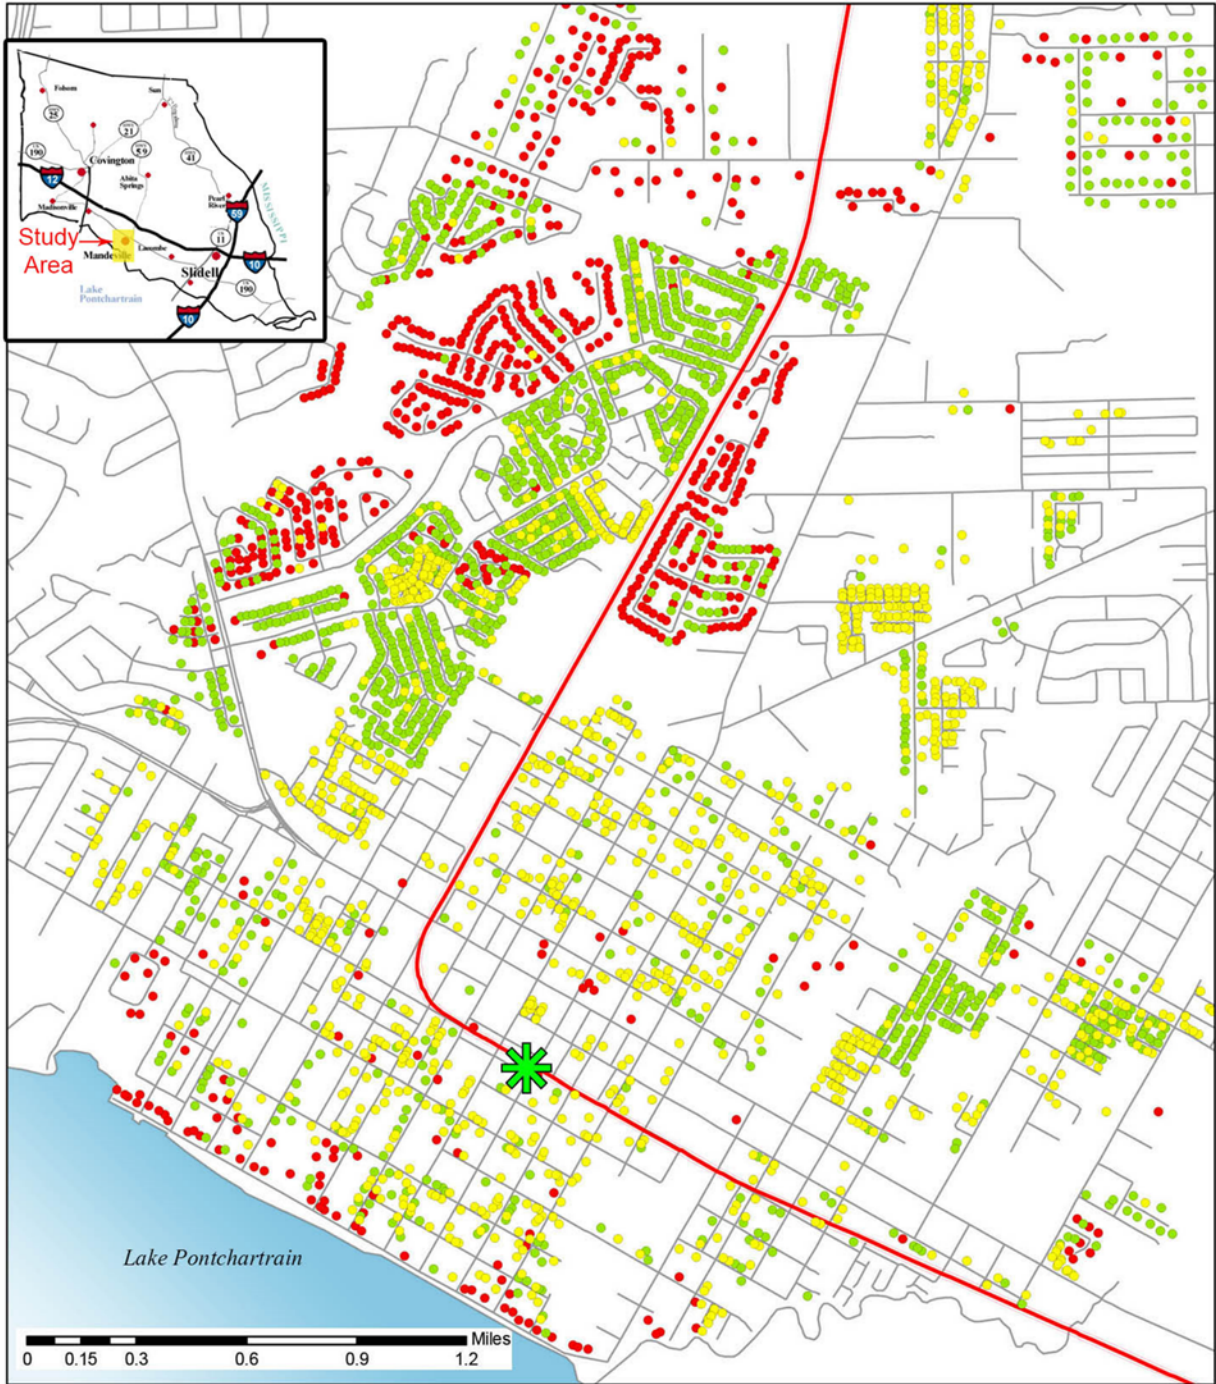 Folsom
Sun
25
21
190
59
41
Covington
12
Abita
Springs
Pearl
River
59
MISSISSIPPI
Madisonville
11
Study
Area
Mandeville
Lacombe
10
Slidell
Lake
Pontchartrain
190
10
Lake Pontchartrain
Miles
0 0.15 0.3 0.6 0.9 1.2